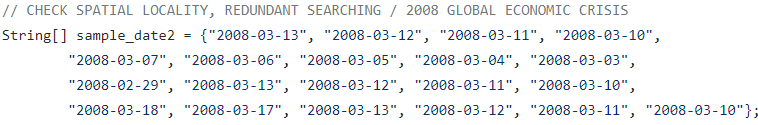 // CHECK SPATIAL LOCALITY, REDUNDANT SEARCHING / 2008 GLOBAL ECONOMIC CRISIS
String[] sample_date2 = {"2008-03-13", "2008-03-12", "2008-03-11", "2008-03-10",
"2008-03-07", "2008-03-06", "2008-03-05", "2008-03-04", "2008-03-03",
"2008-02-29", "2008-03-13", "2008-03-12", "2008-03-11", "2008-03-10",
"2008-03-18", "2008-03-17", "2008-03-13", "2008-03-12", "2008-03-11", "2008-03-10"};